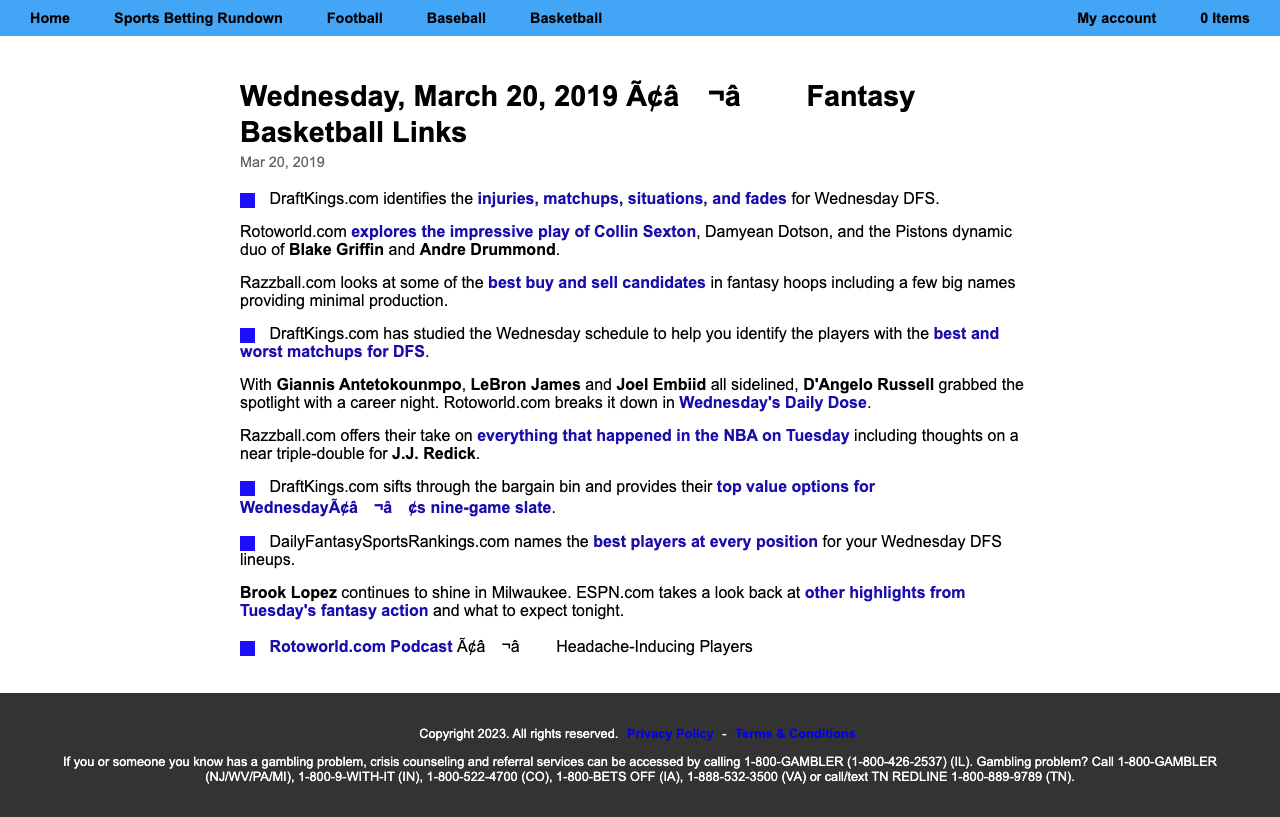 Home Sports Betting Rundown Football Baseball Basketball My account 0 Items
Wednesday, March 20, 2019 Ã¢â ¬â Fantasy
Basketball Links
Mar 20, 2019
DraftKings.com identifies the injuries, matchups, situations, and fades for Wednesday DFS.
Rotoworld.com explores the impressive play of Collin Sexton, Damyean Dotson, and the Pistons dynamic
duo of Blake Griffin and Andre Drummond.
Razzball.com looks at some of the best buy and sell candidates in fantasy hoops including a few big names
providing minimal production.
DraftKings.com has studied the Wednesday schedule to help you identify the players with the best and
worst matchups for DFS.
With Giannis Antetokounmpo, LeBron James and Joel Embiid all sidelined, D'Angelo Russell grabbed the
spotlight with a career night. Rotoworld.com breaks it down in Wednesday's Daily Dose.
Razzball.com offers their take on everything that happened in the NBA on Tuesday including thoughts on a
near triple-double for J.J. Redick.
DraftKings.com sifts through the bargain bin and provides their top value options for
WednesdayÃ¢â ¬â ¢s nine-game slate.
DailyFantasySportsRankings.com names the best players at every position for your Wednesday DFS
lineups.
Brook Lopez continues to shine in Milwaukee. ESPN.com takes a look back at other highlights from
Tuesday's fantasy action and what to expect tonight.
Rotoworld.com Podcast Ã¢â ¬â Headache-Inducing Players
Copyright 2023. All rights reserved. Privacy Policy - Terms & Conditions
If you or someone you know has a gambling problem, crisis counseling and referral services can be accessed by calling 1-800-GAMBLER (1-800-426-2537) (IL). Gambling problem? Call 1-800-GAMBLER
(NJ/WV/PA/MI), 1-800-9-WITH-IT (IN), 1-800-522-4700 (CO), 1-800-BETS OFF (IA), 1-888-532-3500 (VA) or call/text TN REDLINE 1-800-889-9789 (TN).